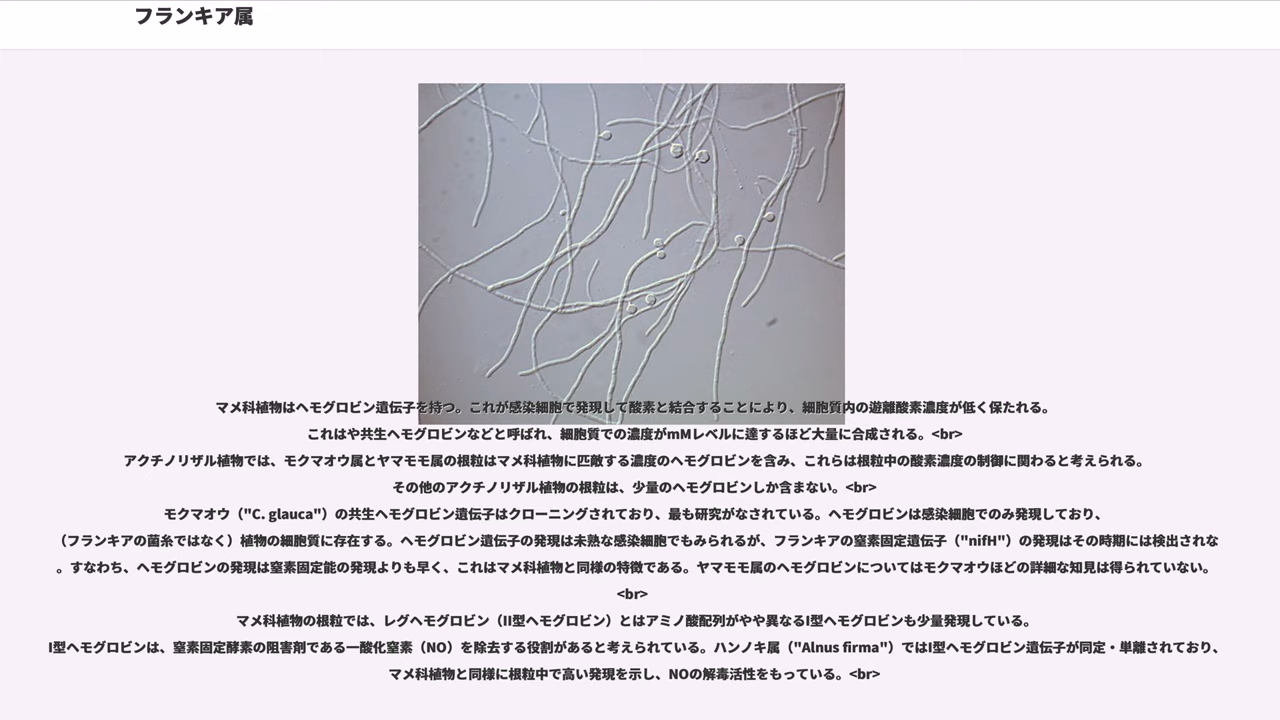 フランキア属
マメ科植物はヘモグロビン遺伝子を持つ。これが感染細胞で発現して酸素と結合することにより、細胞質内の遊離酸素濃度が低く保たれる。
これはや共生ヘモグロビンなどと呼ばれ、細胞質での濃度がmMレベルに達するほど大量に合成される。<br>
アクチノリザル植物では、モクマオウ属とヤマモモ属の根粒はマメ科植物に匹敵する濃度のヘモグロビンを含み、これらは根粒中の酸素濃度の制御に関わると考えられる。
その他のアクチノリザル植物の根粒は、少量のヘモグロビンしか含まない。<br>
モクマオウ（"C. glauca"）の共生ヘモグロビン遺伝子はクローニングされており、最も研究がなされている。ヘモグロビンは感染細胞でのみ発現しており、
（フランキアの菌糸ではなく）植物の細胞質に存在する。ヘモグロビン遺伝子の発現は未熟な感染細胞でもみられるが、フランキアの窒素固定遺伝子（"nifH"）の発現はその時期には検出されな
。すなわち、ヘモグロビンの発現は窒素固定能の発現よりも早く、これはマメ科植物と同様の特徴である。ヤマモモ属のヘモグロビンについてはモクマオウほどの詳細な知見は得られていない。
<br>
マメ科植物の根粒では、レグヘモグロビン（II型ヘモグロビン）とはアミノ酸配列がやや異なるI型ヘモグロビンも少量発現している。
I型ヘモグロビンは、窒素固定酵素の阻害剤である一酸化窒素（NO）を除去する役割があると考えられている。ハンノキ属（"Alnus firma"）ではI型ヘモグロビン遺伝子が同定・単離されており、
マメ科植物と同様に根粒中で高い発現を示し、NOの解毒活性をもっている。<br>